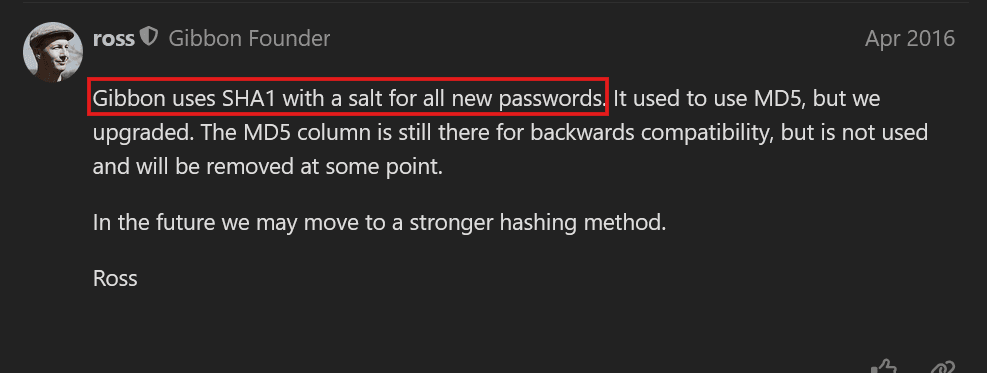 ross Gibbon Founder Apr 2016
Gibbon uses SHA1 with a salt for all new passwords. It used to use MD5, but we
upgraded. The MD5 column is still there for backwards compatibility, but is not used
and will be removed at some point.
In the future we may move to a stronger hashing method.
Ross